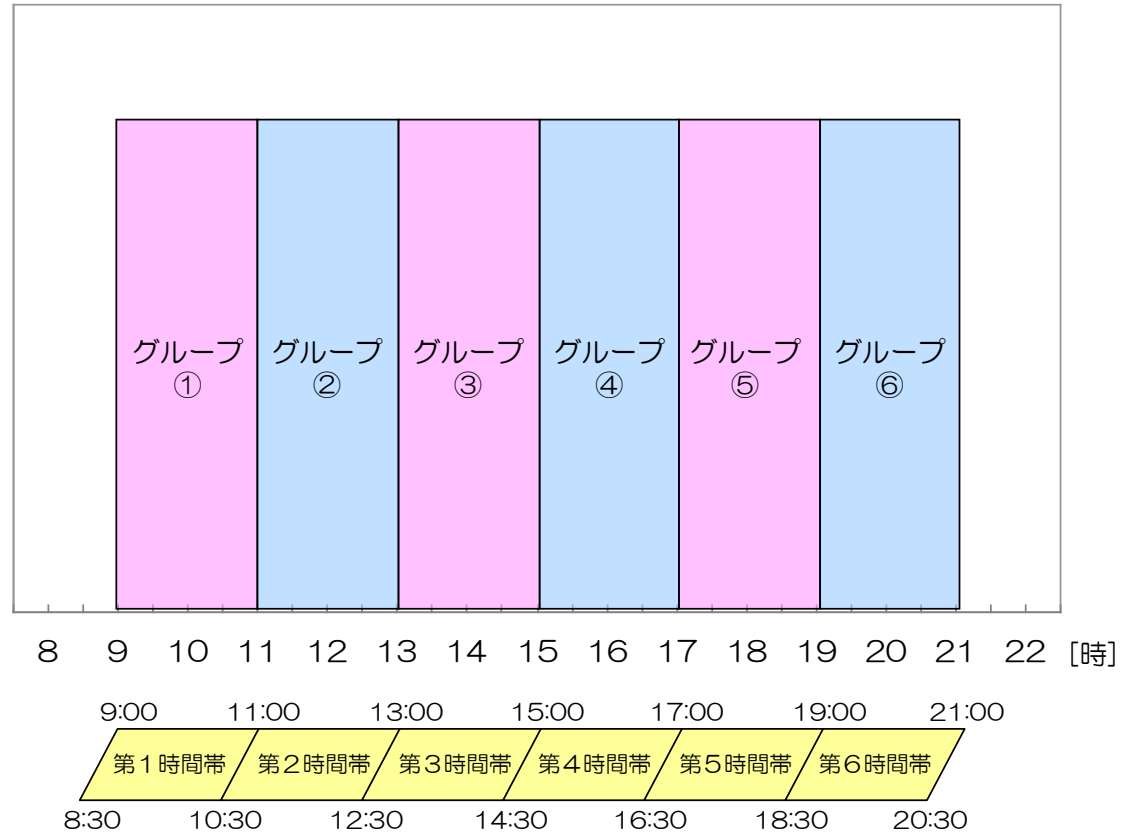 グループ
①
グループ
②
グループ
③
グループ
④
グループ
⑤
グループ
⑥
8 9 10 11 12 13 14 15 16 17 18 19 20 21 22 [時]
9:00 11:00 13:00 15:00 17:00 19:00 21:00
第1時間帯 第2時間帯 第3時間帯 第4時間帯 第5時間帯 第6時間帯
8:30 10:30 12:30 14:30 16:30 18:30 20:30